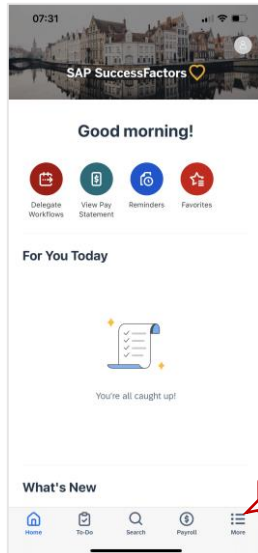 07:31
SAP SuccessFactors
Good morning!
Delegate Workflows
View Pay Statement
Reminders
Favorites
For You Today
You're all caught up!
What's New
Home
To-Do
Search
Payroll
More